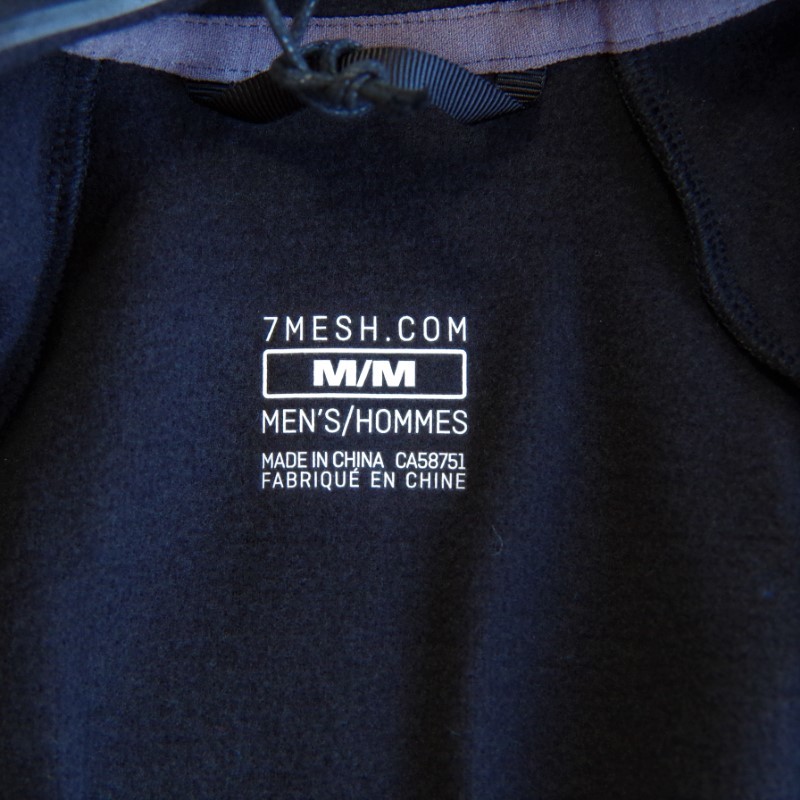 7MESH.COM
M/M
MEN'S/HOMMES
MADE IN CHINA CA58751
FABRIQUÉ EN CHINE